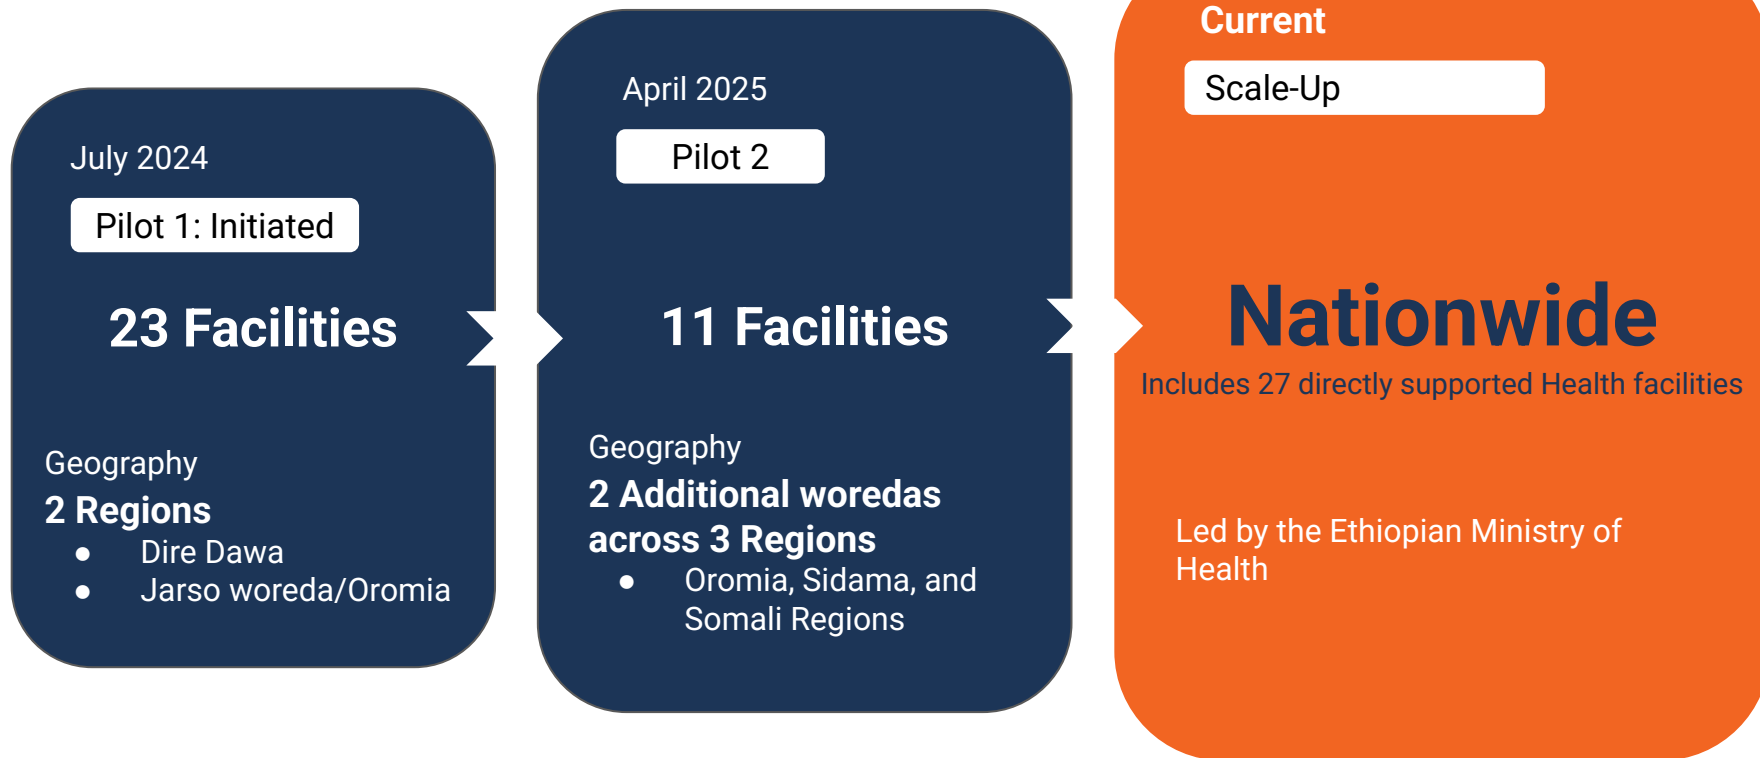 July 2024
Pilot 1: Initiated
23 Facilities
Geography
2 Regions
● Dire Dawa
● Jarso woreda/Oromia
April 2025
Pilot 2
11 Facilities
Geography
2 Additional woredas
across 3 Regions
● Oromia, Sidama, and
Somali Regions
Current
Scale-Up
Nationwide
Includes 27 directly supported Health facilities
Led by the Ethiopian Ministry of
Health